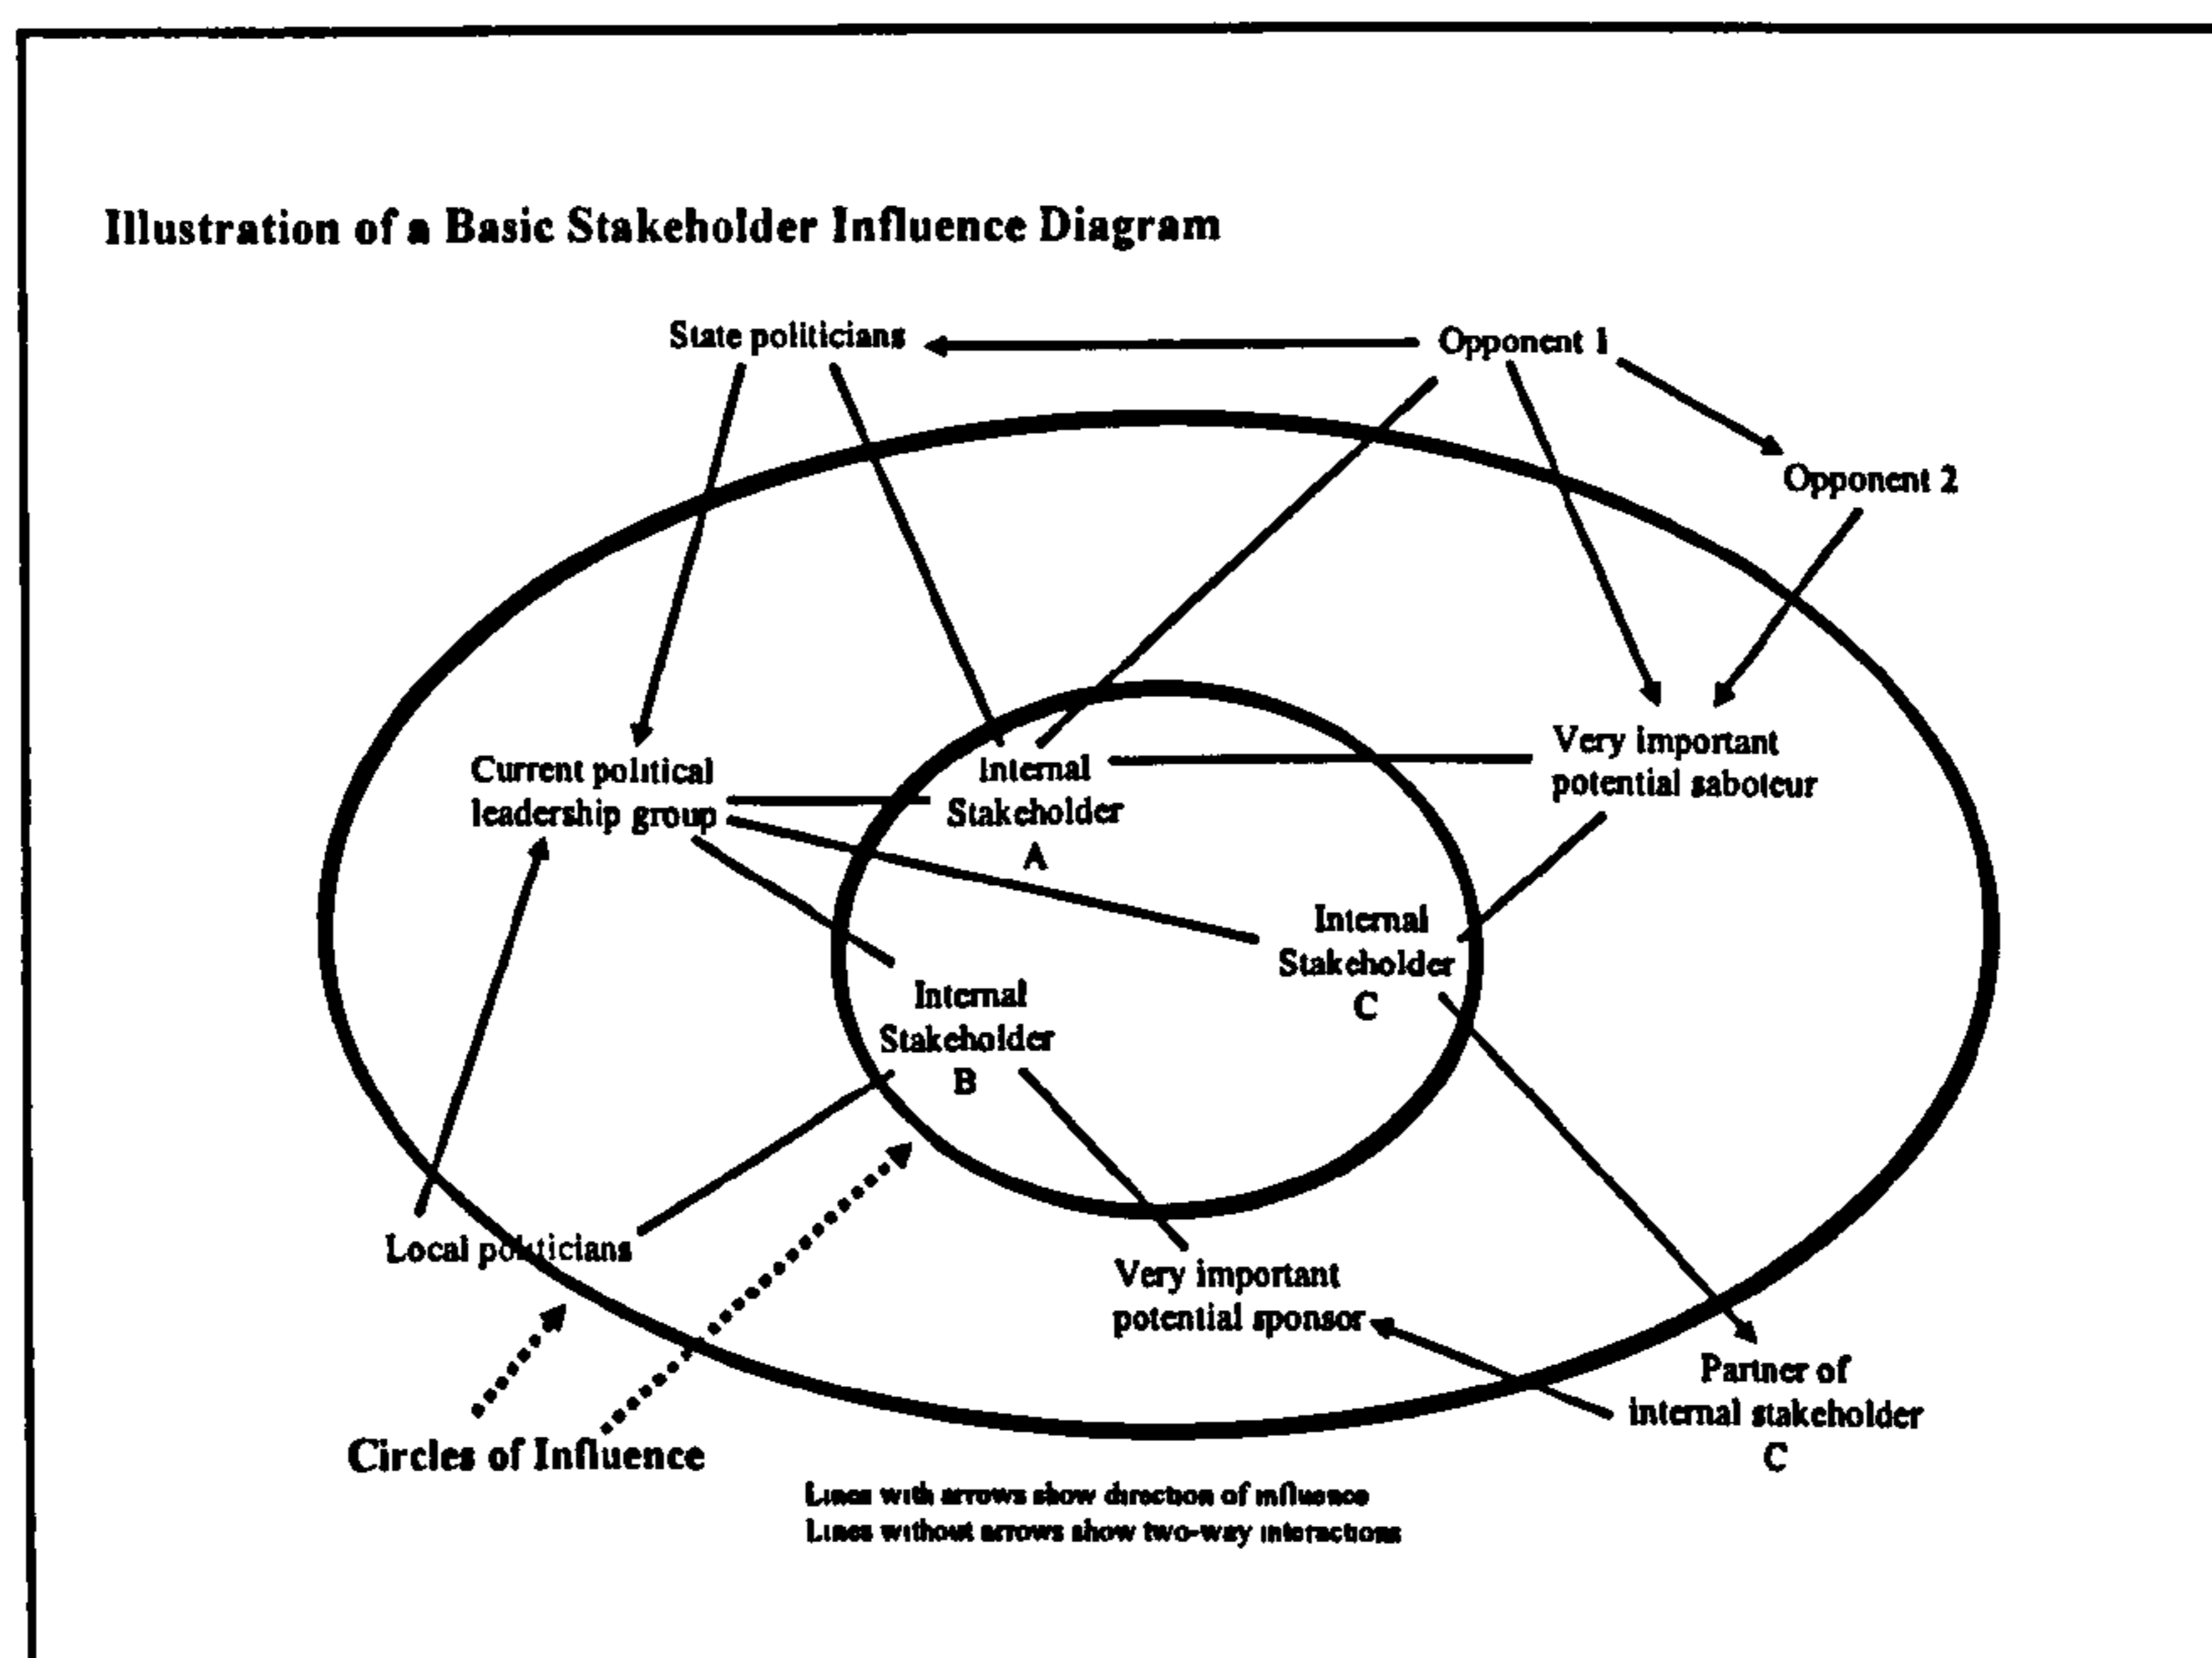 Illustration of a Basic Stakeholder Influence Diagram
State politicians
Opponent 1
Opponent 2
Very important
potential saboteur
Current political
leadership group
Internal
Stakeholder
A
Internal
Stakeholder
C
Internal
Stakeholder
B
Local politicians
Very important
potential sponsor
Partner of
internal stakeholder
C
Circles of Influence
Lines with arrows show direction of influence
Lines without arrows show two-way interactions